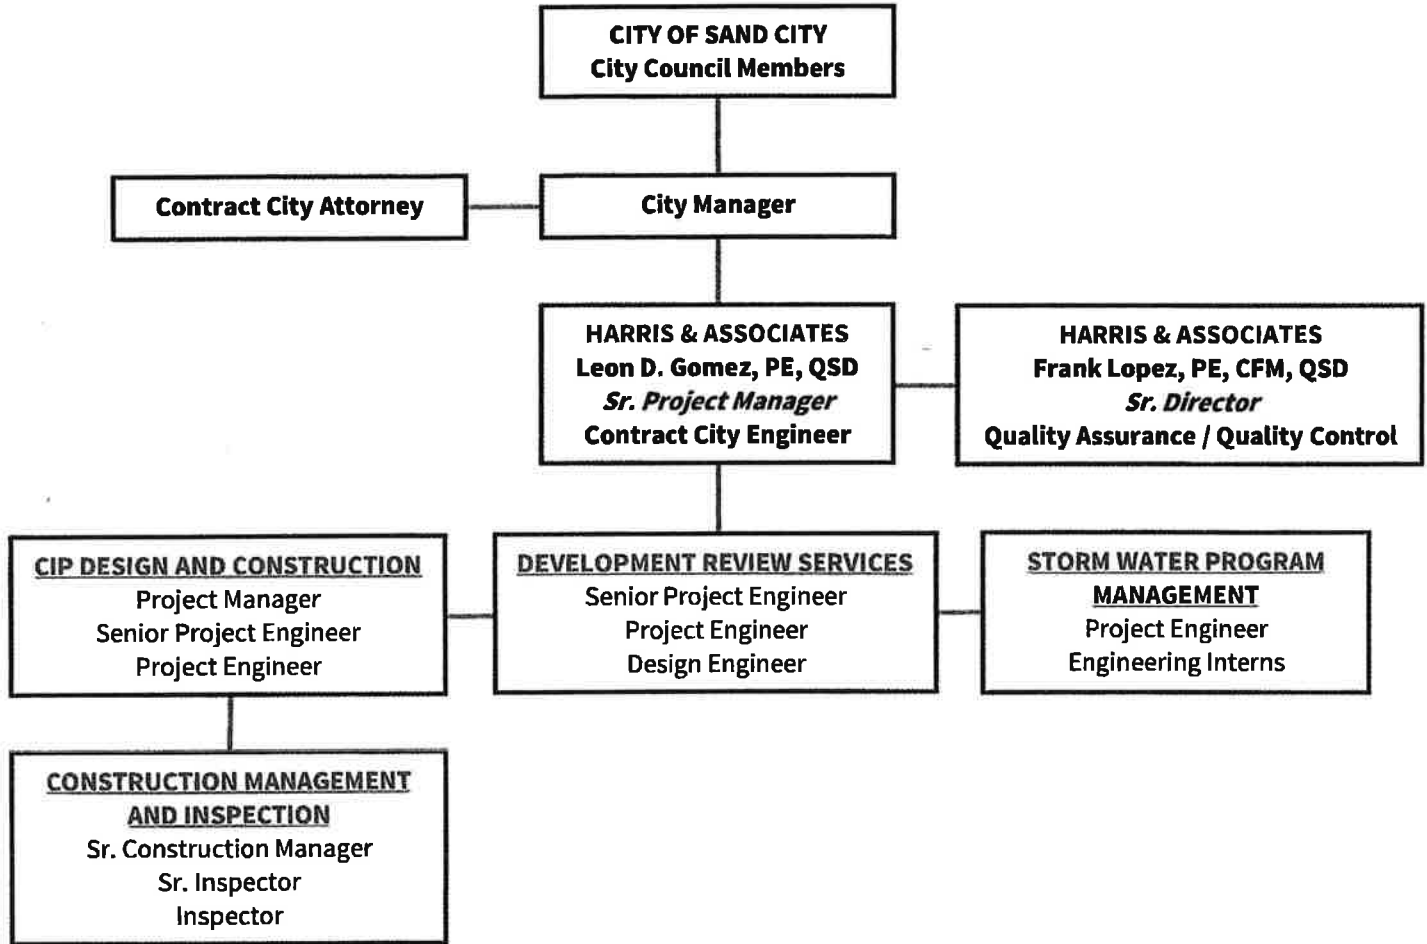 CITY OF SAND CITY
City Council Members
Contract City Attorney
City Manager
HARRIS & ASSOCIATES
Leon D. Gomez, PE, QSD
Sr. Project Manager
Contract City Engineer
HARRIS & ASSOCIATES
Frank Lopez, PE, CFM, QSD
Sr. Director
Quality Assurance / Quality Control
CIP DESIGN AND CONSTRUCTION
Project Manager
Senior Project Engineer
Project Engineer
DEVELOPMENT REVIEW SERVICES
Senior Project Engineer
Project Engineer
Design Engineer
STORM WATER PROGRAM
MANAGEMENT
Project Engineer
Engineering Interns
CONSTRUCTION MANAGEMENT
AND INSPECTION
Sr. Construction Manager
Sr. Inspector
Inspector